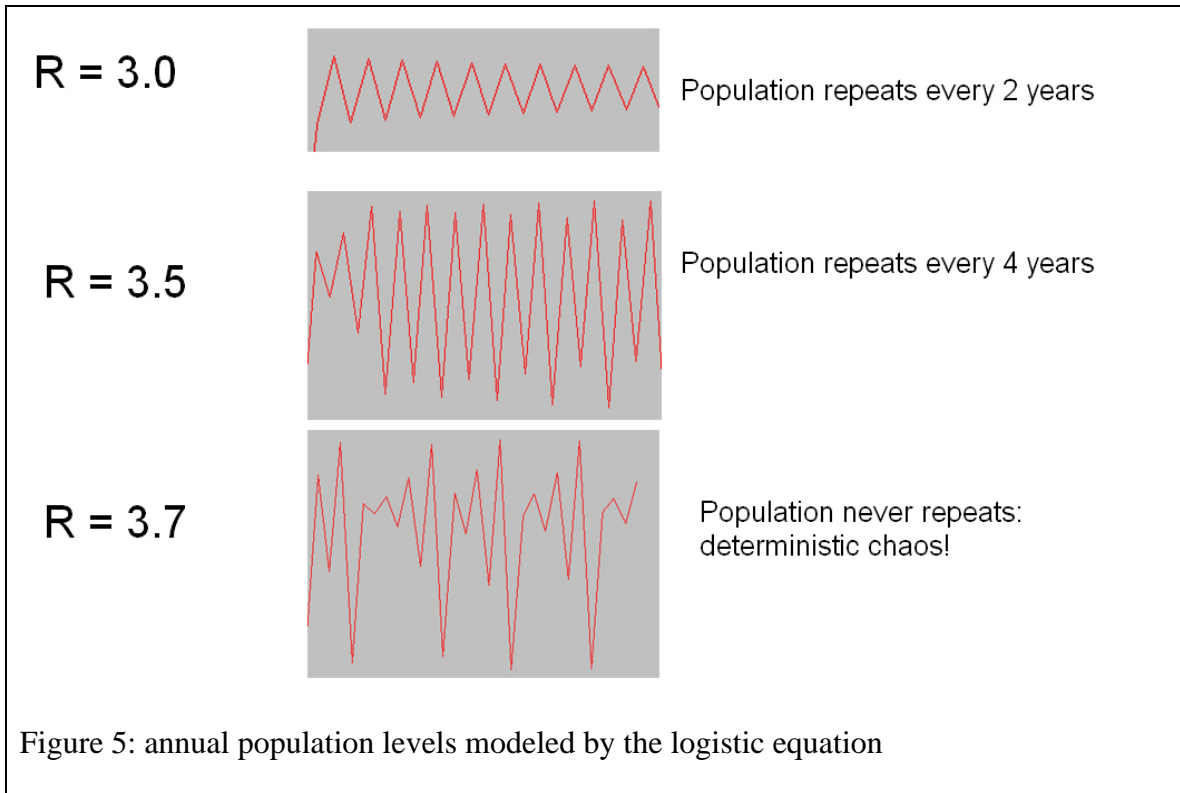 R = 3.0
Population repeats every 2 years
R = 3.5
Population repeats every 4 years
R = 3.7
Population never repeats:
deterministic chaos!
Figure 5: annual population levels modeled by the logistic equation